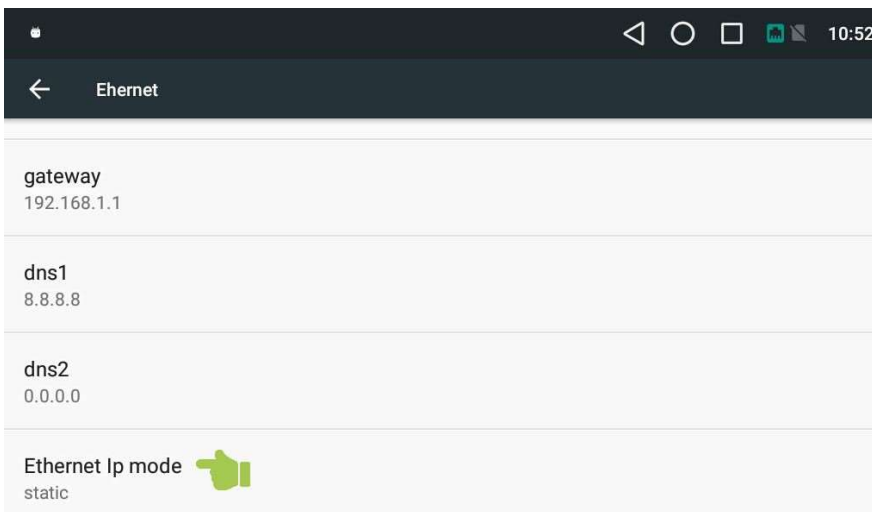 10:52
Ehernet
gateway
192.168.1.1
dns1
8.8.8.8
dns2
0.0.0.0
Ethernet Ip mode
static